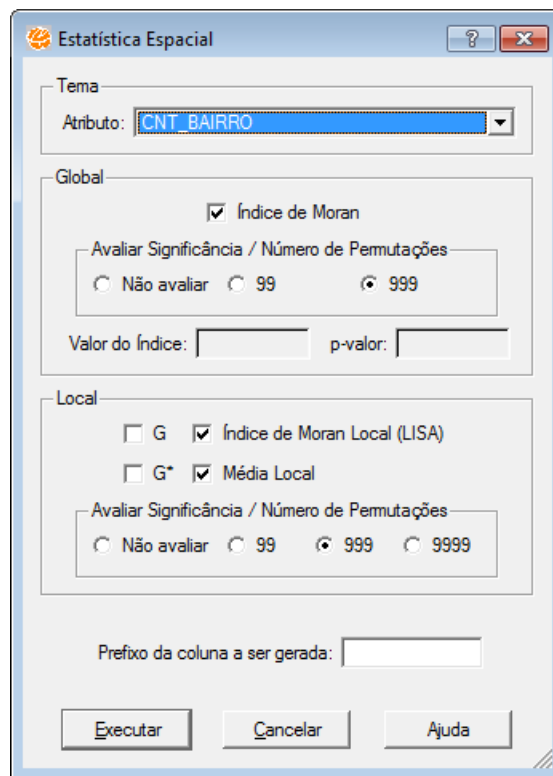 Estatística Espacial
Tema
Atributo: CNT_BAIRRO
Global
Índice de Moran
Avaliar Significância / Número de Permutações
Não avaliar 99 999
Valor do Índice: p-valor:
Local
G Índice de Moran Local (LISA)
G* Média Local
Avaliar Significância / Número de Permutações
Não avaliar 99 999 9999
Prefixo da coluna a ser gerada:
Executar Cancelar Ajuda